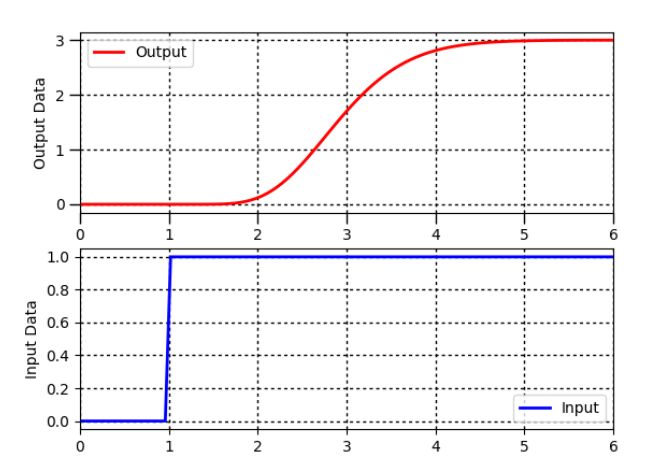 3
2
1
0
Output Data
Output
0 1 2 3 4 5 6
1.0
0.8
0.6
0.4
0.2
0.0
Input Data
Input
0 1 2 3 4 5 6